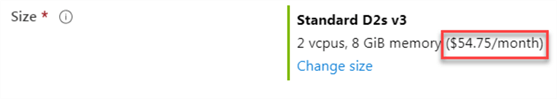 Size * ⓘ
Standard D2s v3
2 vcpus, 8 GiB memory ($54.75/month)
Change size